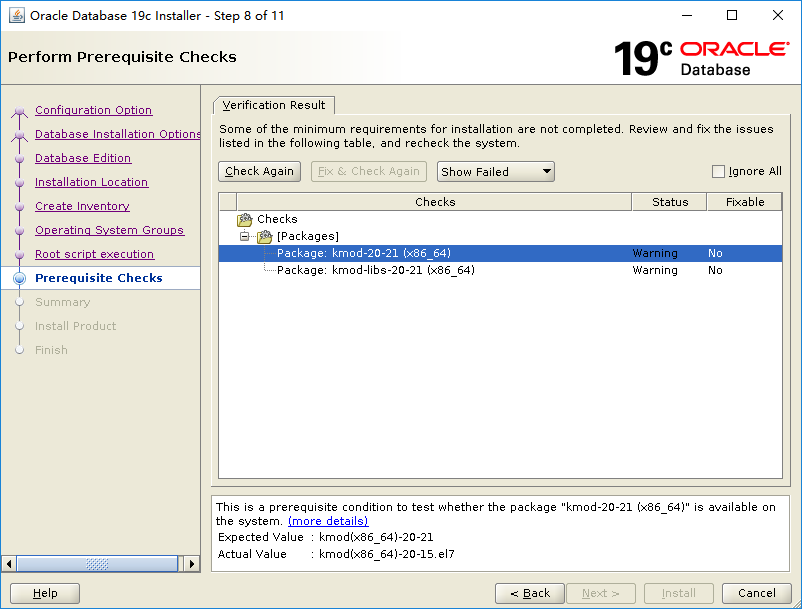 Oracle Database 19c Installer - Step 8 of 11
Perform Prerequisite Checks
19c ORACLE
Database
Configuration Option
Database Installation Options
Database Edition
Installation Location
Create Inventory
Operating System Groups
Root script execution
Prerequisite Checks
Summary
Install Product
Finish
Verification Result
Some of the minimum requirements for installation are not completed. Review and fix the issues
listed in the following table, and recheck the system.
Check Again Fix & Check Again Show Failed Ignore All
Checks Status Fixable
Checks
[Packages]
Package: kmod-20-21 (x86_64) Warning No
Package: kmod-libs-20-21 (x86_64) Warning No
This is a prerequisite condition to test whether the package "kmod-20-21 (x86_64)" is available on
the system. (more details)
Expected Value : kmod(x86_64)-20-21
Actual Value : kmod(x86_64)-20-15.el7
Help < Back Next > Install Cancel